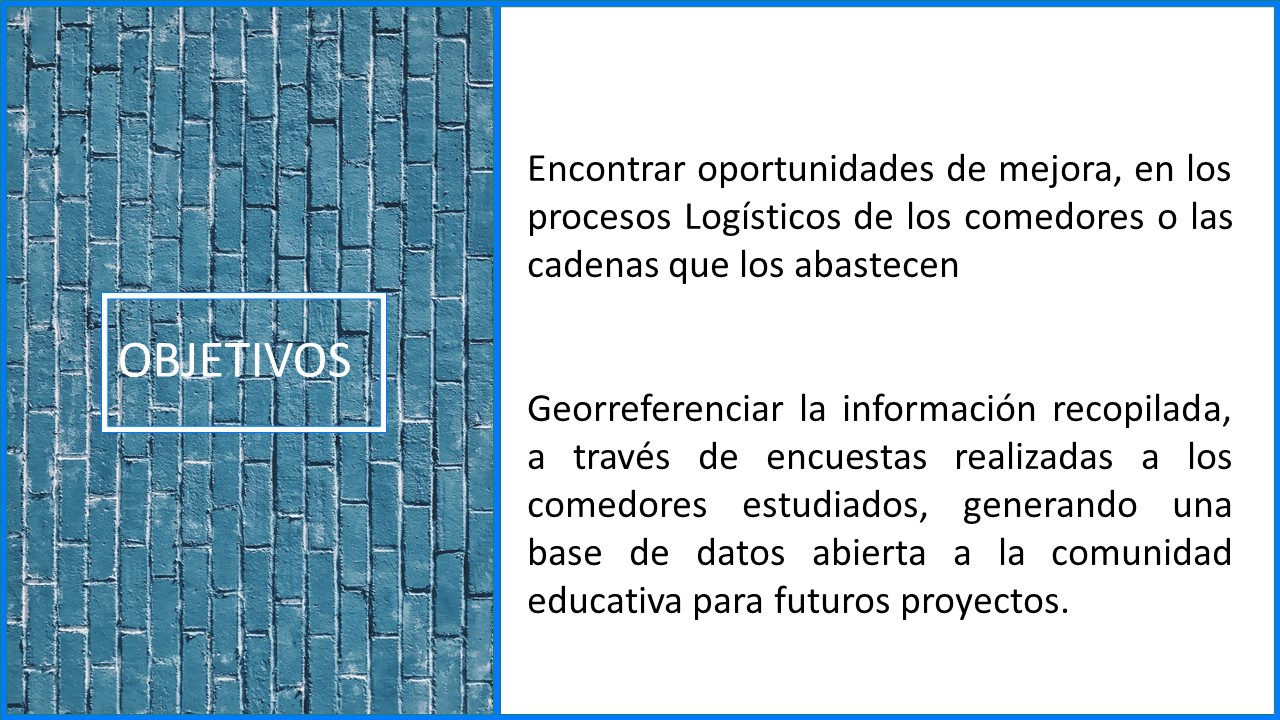 OBJETIVOS
Encontrar oportunidades de mejora, en los
procesos Logísticos de los comedores o las
cadenas que los abastecen
Georreferenciar la información recopilada,
a través de encuestas realizadas a los
comedores estudiados, generando una
base de datos abierta a la comunidad
educativa para futuros proyectos.